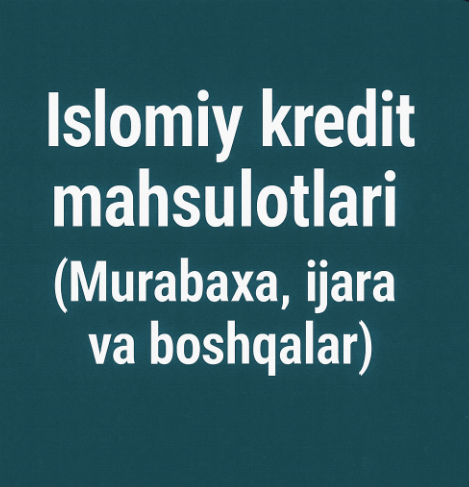 Islomiy kredit
mahsulotlari
(Murabaxa, ijara
va boshqalar)